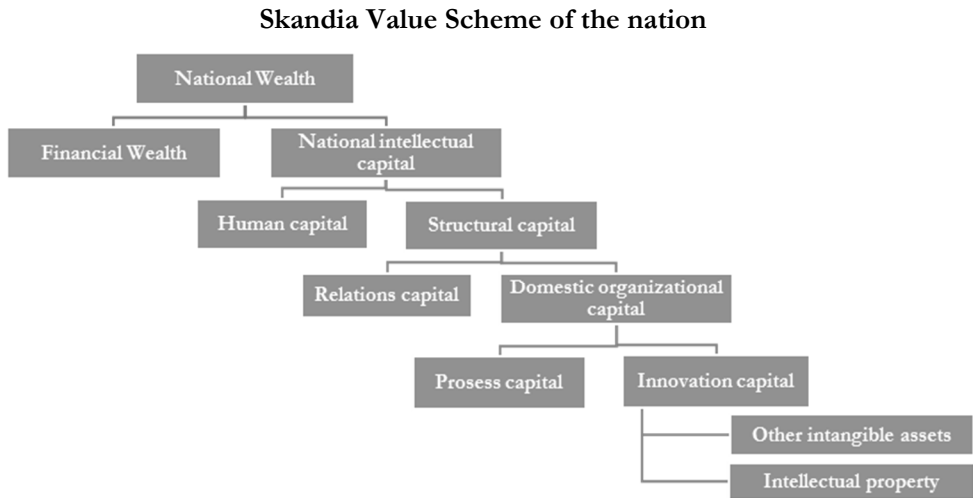 Skandia Value Scheme of the nation
National Wealth
Financial Wealth
National intellectual
capital
Human capital
Structural capital
Relations capital
Domestic organizational
capital
Prosess capital
Innovation capital
Other intangible assets
Intellectual property